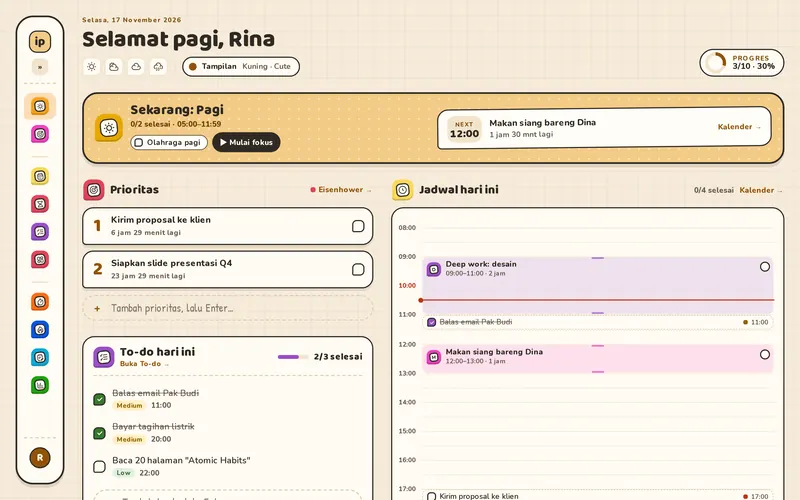 ip
»
R
Selasa, 17 November 2026
Selamat pagi, Rina
Tampilan Kuning · Cute
PROGRES
3/10 · 30%
Sekarang: Pagi
0/2 selesai · 05:00–11:59
Olahraga pagi
▶ Mulai fokus
NEXT
12:00
Makan siang bareng Dina
1 jam 30 mnt lagi
Kalender →
Prioritas
Eisenhower →
1
Kirim proposal ke klien
6 jam 29 menit lagi
2
Siapkan slide presentasi Q4
23 jam 29 menit lagi
+ Tambah prioritas, lalu Enter...
To-do hari ini
Buka To-do →
2/3 selesai
Balas email Pak Budi
Medium 11:00
Bayar tagihan listrik
Medium 20:00
Baca 20 halaman "Atomic Habits"
Low 22:00
Jadwal hari ini
0/4 selesai Kalender →
08:00
09:00
Deep work: desain
09:00–11:00 · 2 jam
10:00
11:00
Balas email Pak Budi
11:00
12:00
Makan siang bareng Dina
12:00–13:00 · 1 jam
13:00
14:00
15:00
16:00
17:00
Kirim proposal ke klien
17:00